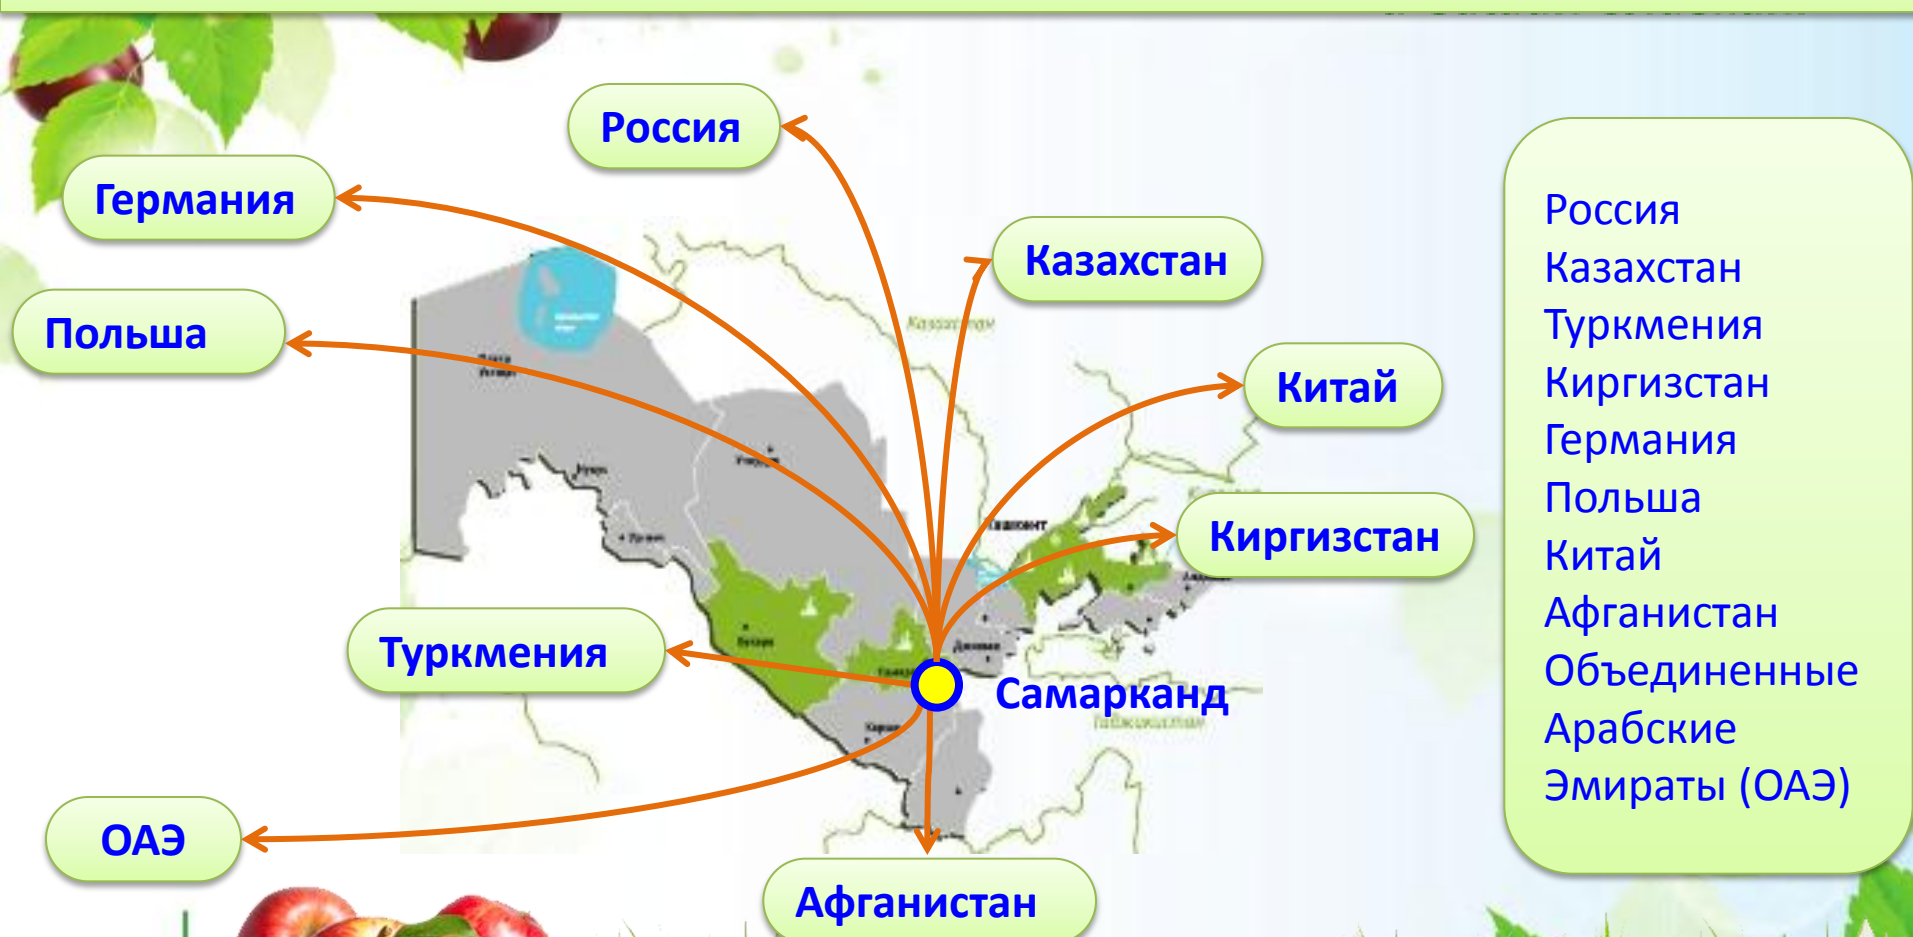 Россия
Германия
Казахстан
Польша
Казахстан
Китай
Киргизстан
Туркмения
Самарканд
ОАЭ
Афганистан
Россия
Казахстан
Туркмения
Киргизстан
Германия
Польша
Китай
Афганистан
Объединенные
Арабские
Эмираты (ОАЭ)